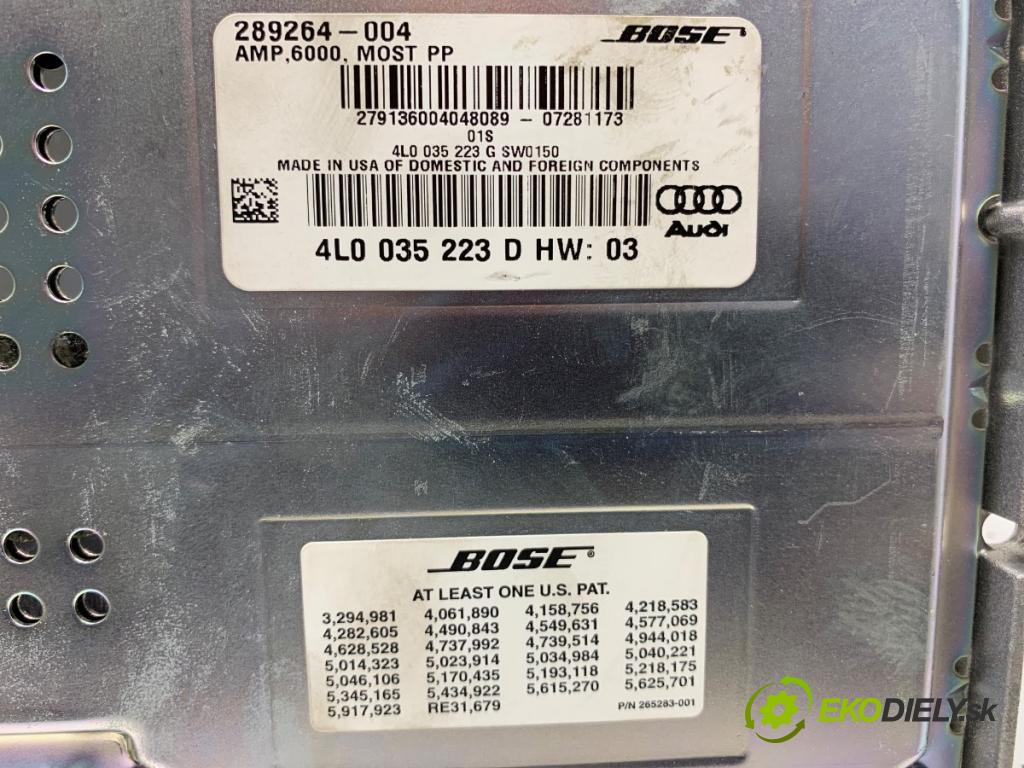 289264-004 BOSE®
AMP,6000, MOST PP
279136004048089 - 07281173
01S
4L0 035 223 G SW0150
MADE IN USA OF DOMESTIC AND FOREIGN COMPONENTS
Audi
4L0 035 223 D HW: 03
BOSE®
AT LEAST ONE U.S. PAT.
3,294,981 4,061,890 4,158,756 4,218,583
4,282,605 4,490,843 4,549,631 4,577,069
4,628,528 4,737,992 4,739,514 4,944,018
5,014,323 5,023,914 5,034,984 5,040,221
5,046,106 5,170,435 5,193,118 5,218,175
5,345,165 5,434,922 5,615,270 5,625,701
5,917,923 RE31,679 P/N 265283-001
EKODIELY.sk